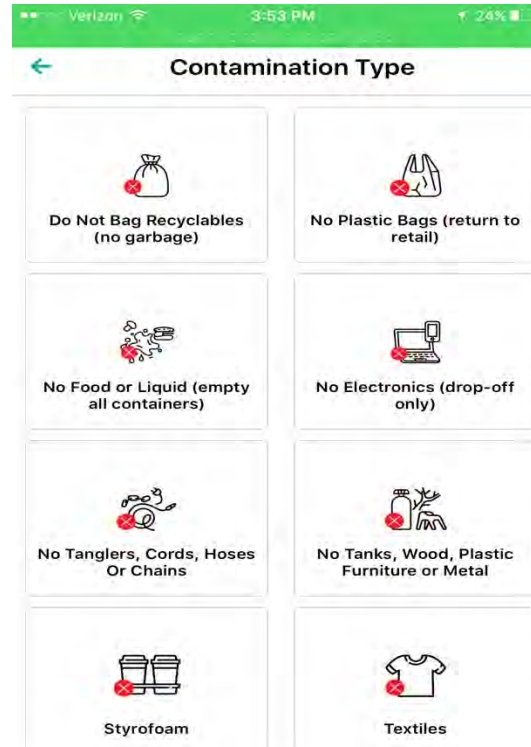 Verizon 3:53 PM 24%
Contamination Type
Do Not Bag Recyclables
(no garbage)
No Plastic Bags (return to
retail)
No Food or Liquid (empty
all containers)
No Electronics (drop-off
only)
No Tanglers, Cords, Hoses
Or Chains
No Tanks, Wood, Plastic
Furniture or Metal
Styrofoam
Textiles